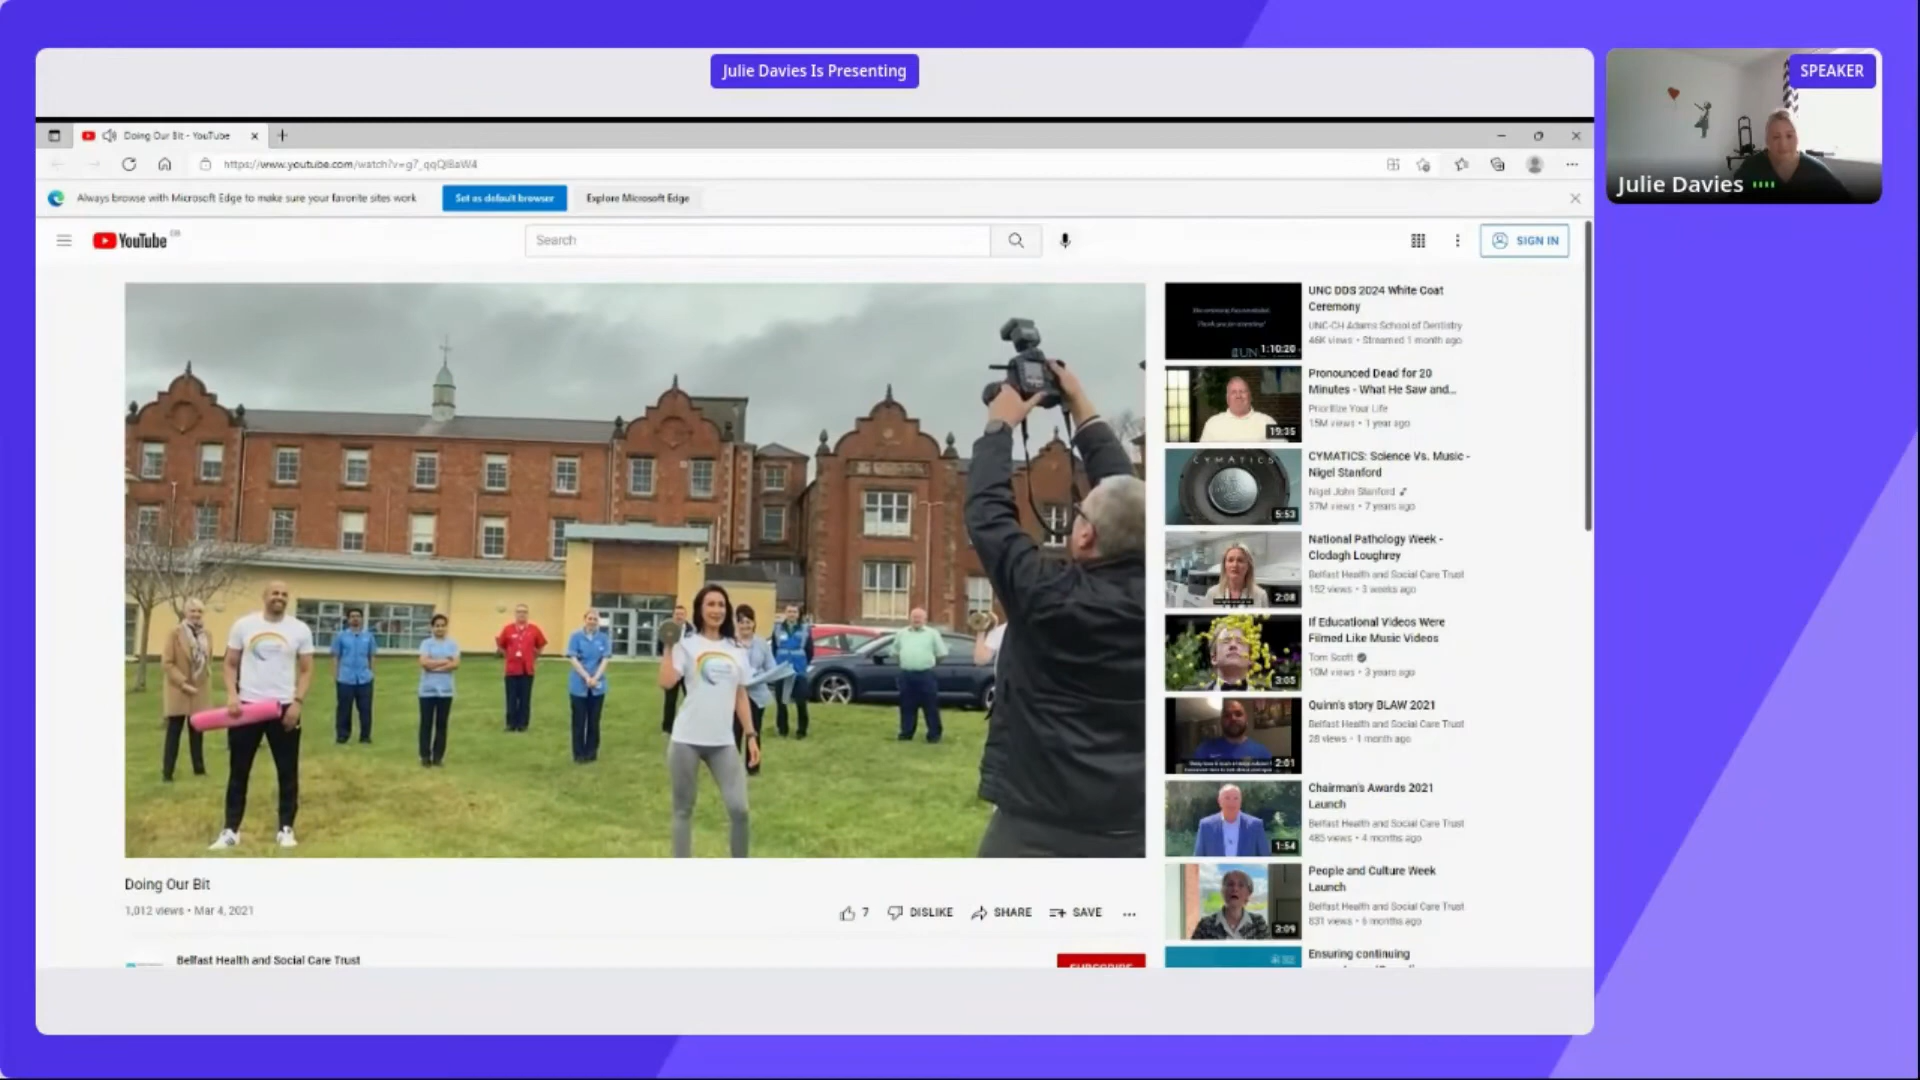 Julie Davies Is Presenting
SPEAKER
Julie Davies
Doing Our Bit - YouTube
https://www.youtube.com/watch?v=g7_qqQl8aW4
Always browse with Microsoft Edge to make sure your favorite sites work
Set as default browser
Explore Microsoft Edge
YouTube GB
Search
SIGN IN
UNC DDS 2024 White Coat
Ceremony
UNC-CH Adams School of Dentistry
46K views • Streamed 1 month ago
1:10:20
Pronounced Dead for 20
Minutes - What He Saw and...
Prioritize Your Life
15M views • 1 year ago
19:35
CYMATICS
CYMATICS: Science Vs. Music -
Nigel Stanford
Nigel John Stanford
37M views • 7 years ago
5:53
National Pathology Week -
Clodagh Loughrey
Belfast Health and Social Care Trust
152 views • 3 weeks ago
2:08
If Educational Videos Were
Filmed Like Music Videos
Tom Scott
10M views • 3 years ago
3:05
Quinn's story BLAW 2021
Belfast Health and Social Care Trust
28 views • 1 month ago
2:01
Chairman's Awards 2021
Launch
Belfast Health and Social Care Trust
485 views • 4 months ago
1:54
People and Culture Week
Launch
Belfast Health and Social Care Trust
831 views • 6 months ago
3:09
Ensuring continuing
Doing Our Bit
1,012 views • Mar 4, 2021
7 DISLIKE SHARE SAVE
Belfast Health and Social Care Trust
SUBSCRIBE